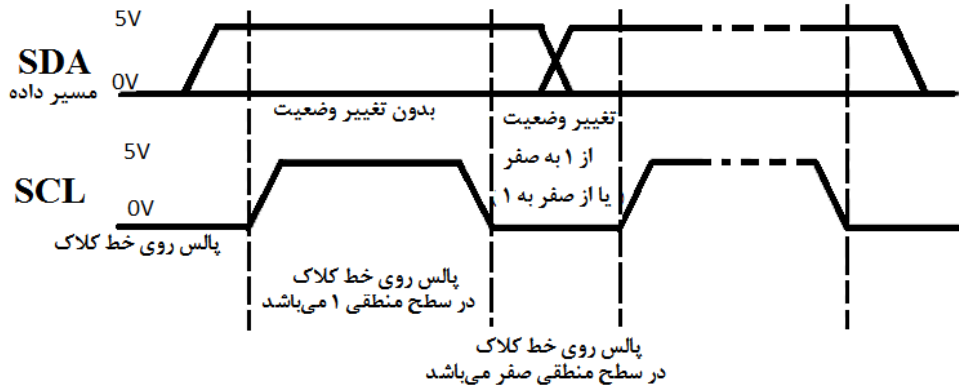 5V
SDA
0V
مسیر داده
بدون تغییر وضعیت
تغییر وضعیت
از ۱ به صفر
یا از صفر به ۱)
5V
SCL
0V
پالس روی خط کلاک
پالس روی خط کلاک
در سطح منطقی ۱ می‌باشد
پالس روی خط کلاک
در سطح منطقی صفر می‌باشد